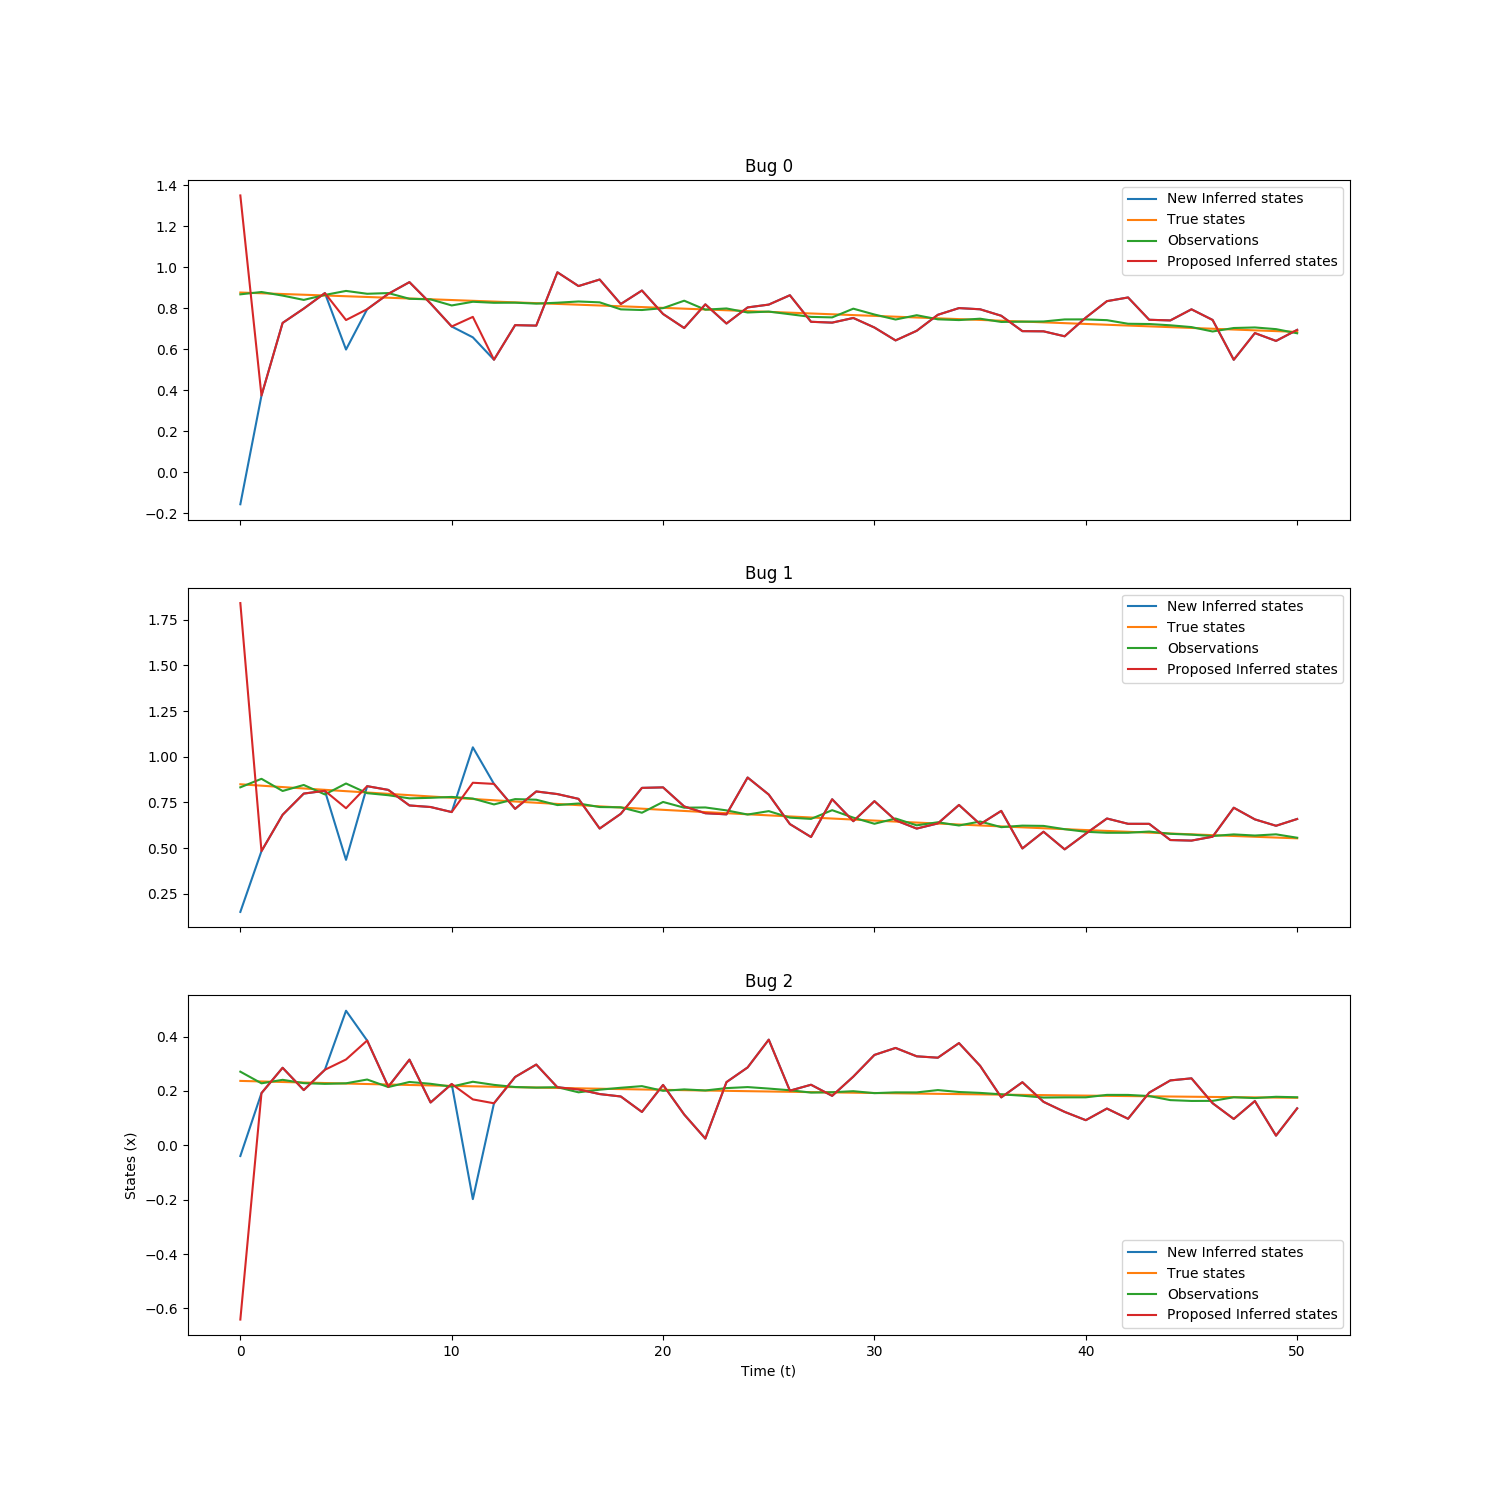 Bug 0
1.4
1.2
1.0
0.8
0.6
0.4
0.2
0.0
−0.2
New Inferred states
True states
Observations
Proposed Inferred states
Bug 1
1.75
1.50
1.25
1.00
0.75
0.50
0.25
New Inferred states
True states
Observations
Proposed Inferred states
Bug 2
0.4
0.2
0.0
−0.2
−0.4
−0.6
States (x)
New Inferred states
True states
Observations
Proposed Inferred states
0 10 20 30 40 50
Time (t)